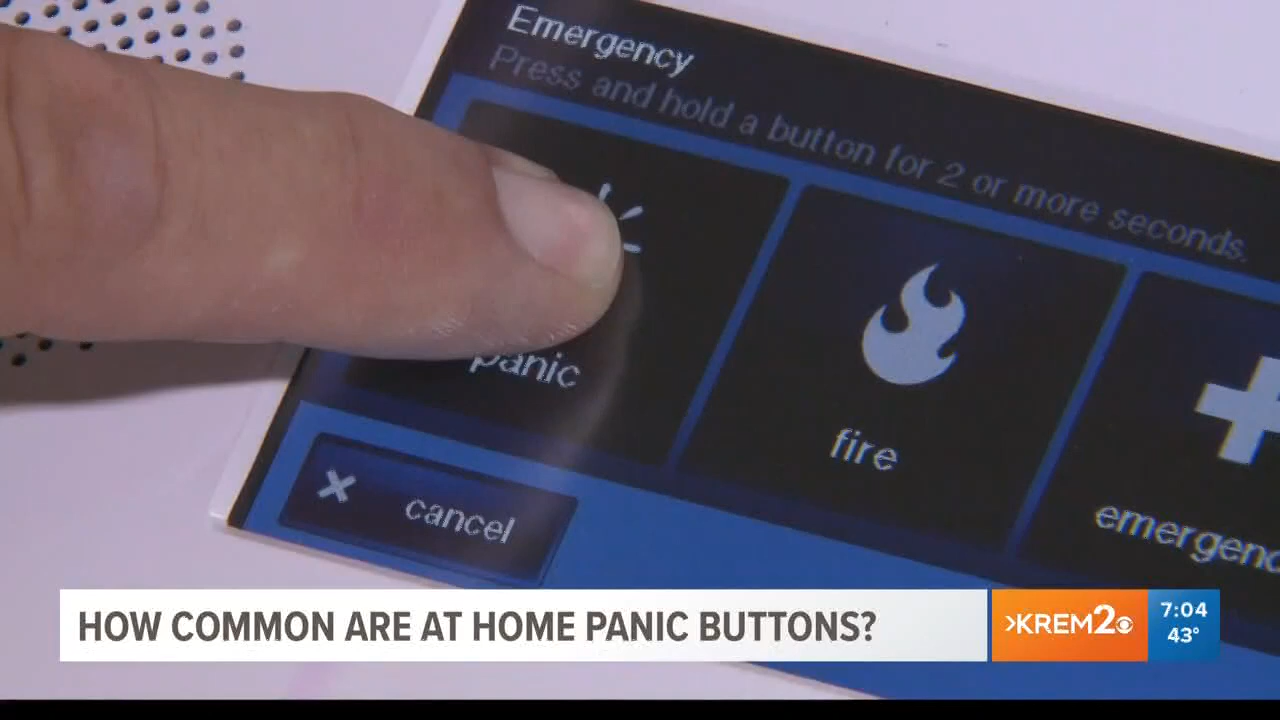 Emergency
Press and hold a button for 2 or more seconds.
panic
fire
emergenc
cancel
HOW COMMON ARE AT HOME PANIC BUTTONS?
KREM2
7:04
43°